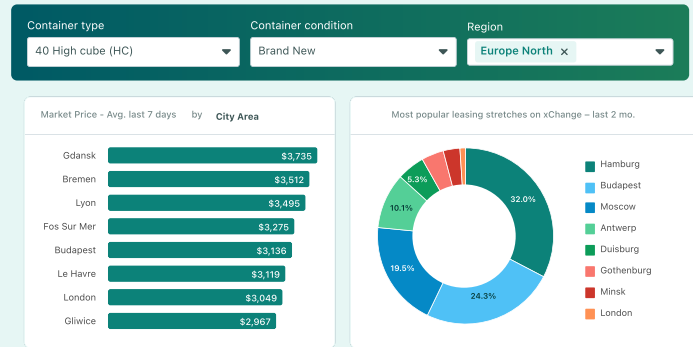 Container type
Container condition
Region
40 High cube (HC)
Brand New
Europe North ×
Market Price - Avg. last 7 days by City Area
Gdansk $3,735
Bremen $3,512
Lyon $3,495
Fos Sur Mer $3,275
Budapest $3,136
Le Havre $3,119
London $3,049
Gliwice $2,967
Most popular leasing stretches on xChange – last 2 mo.
32.0%
24.3%
19.5%
10.1%
5.3%
Hamburg
Budapest
Moscow
Antwerp
Duisburg
Gothenburg
Minsk
London